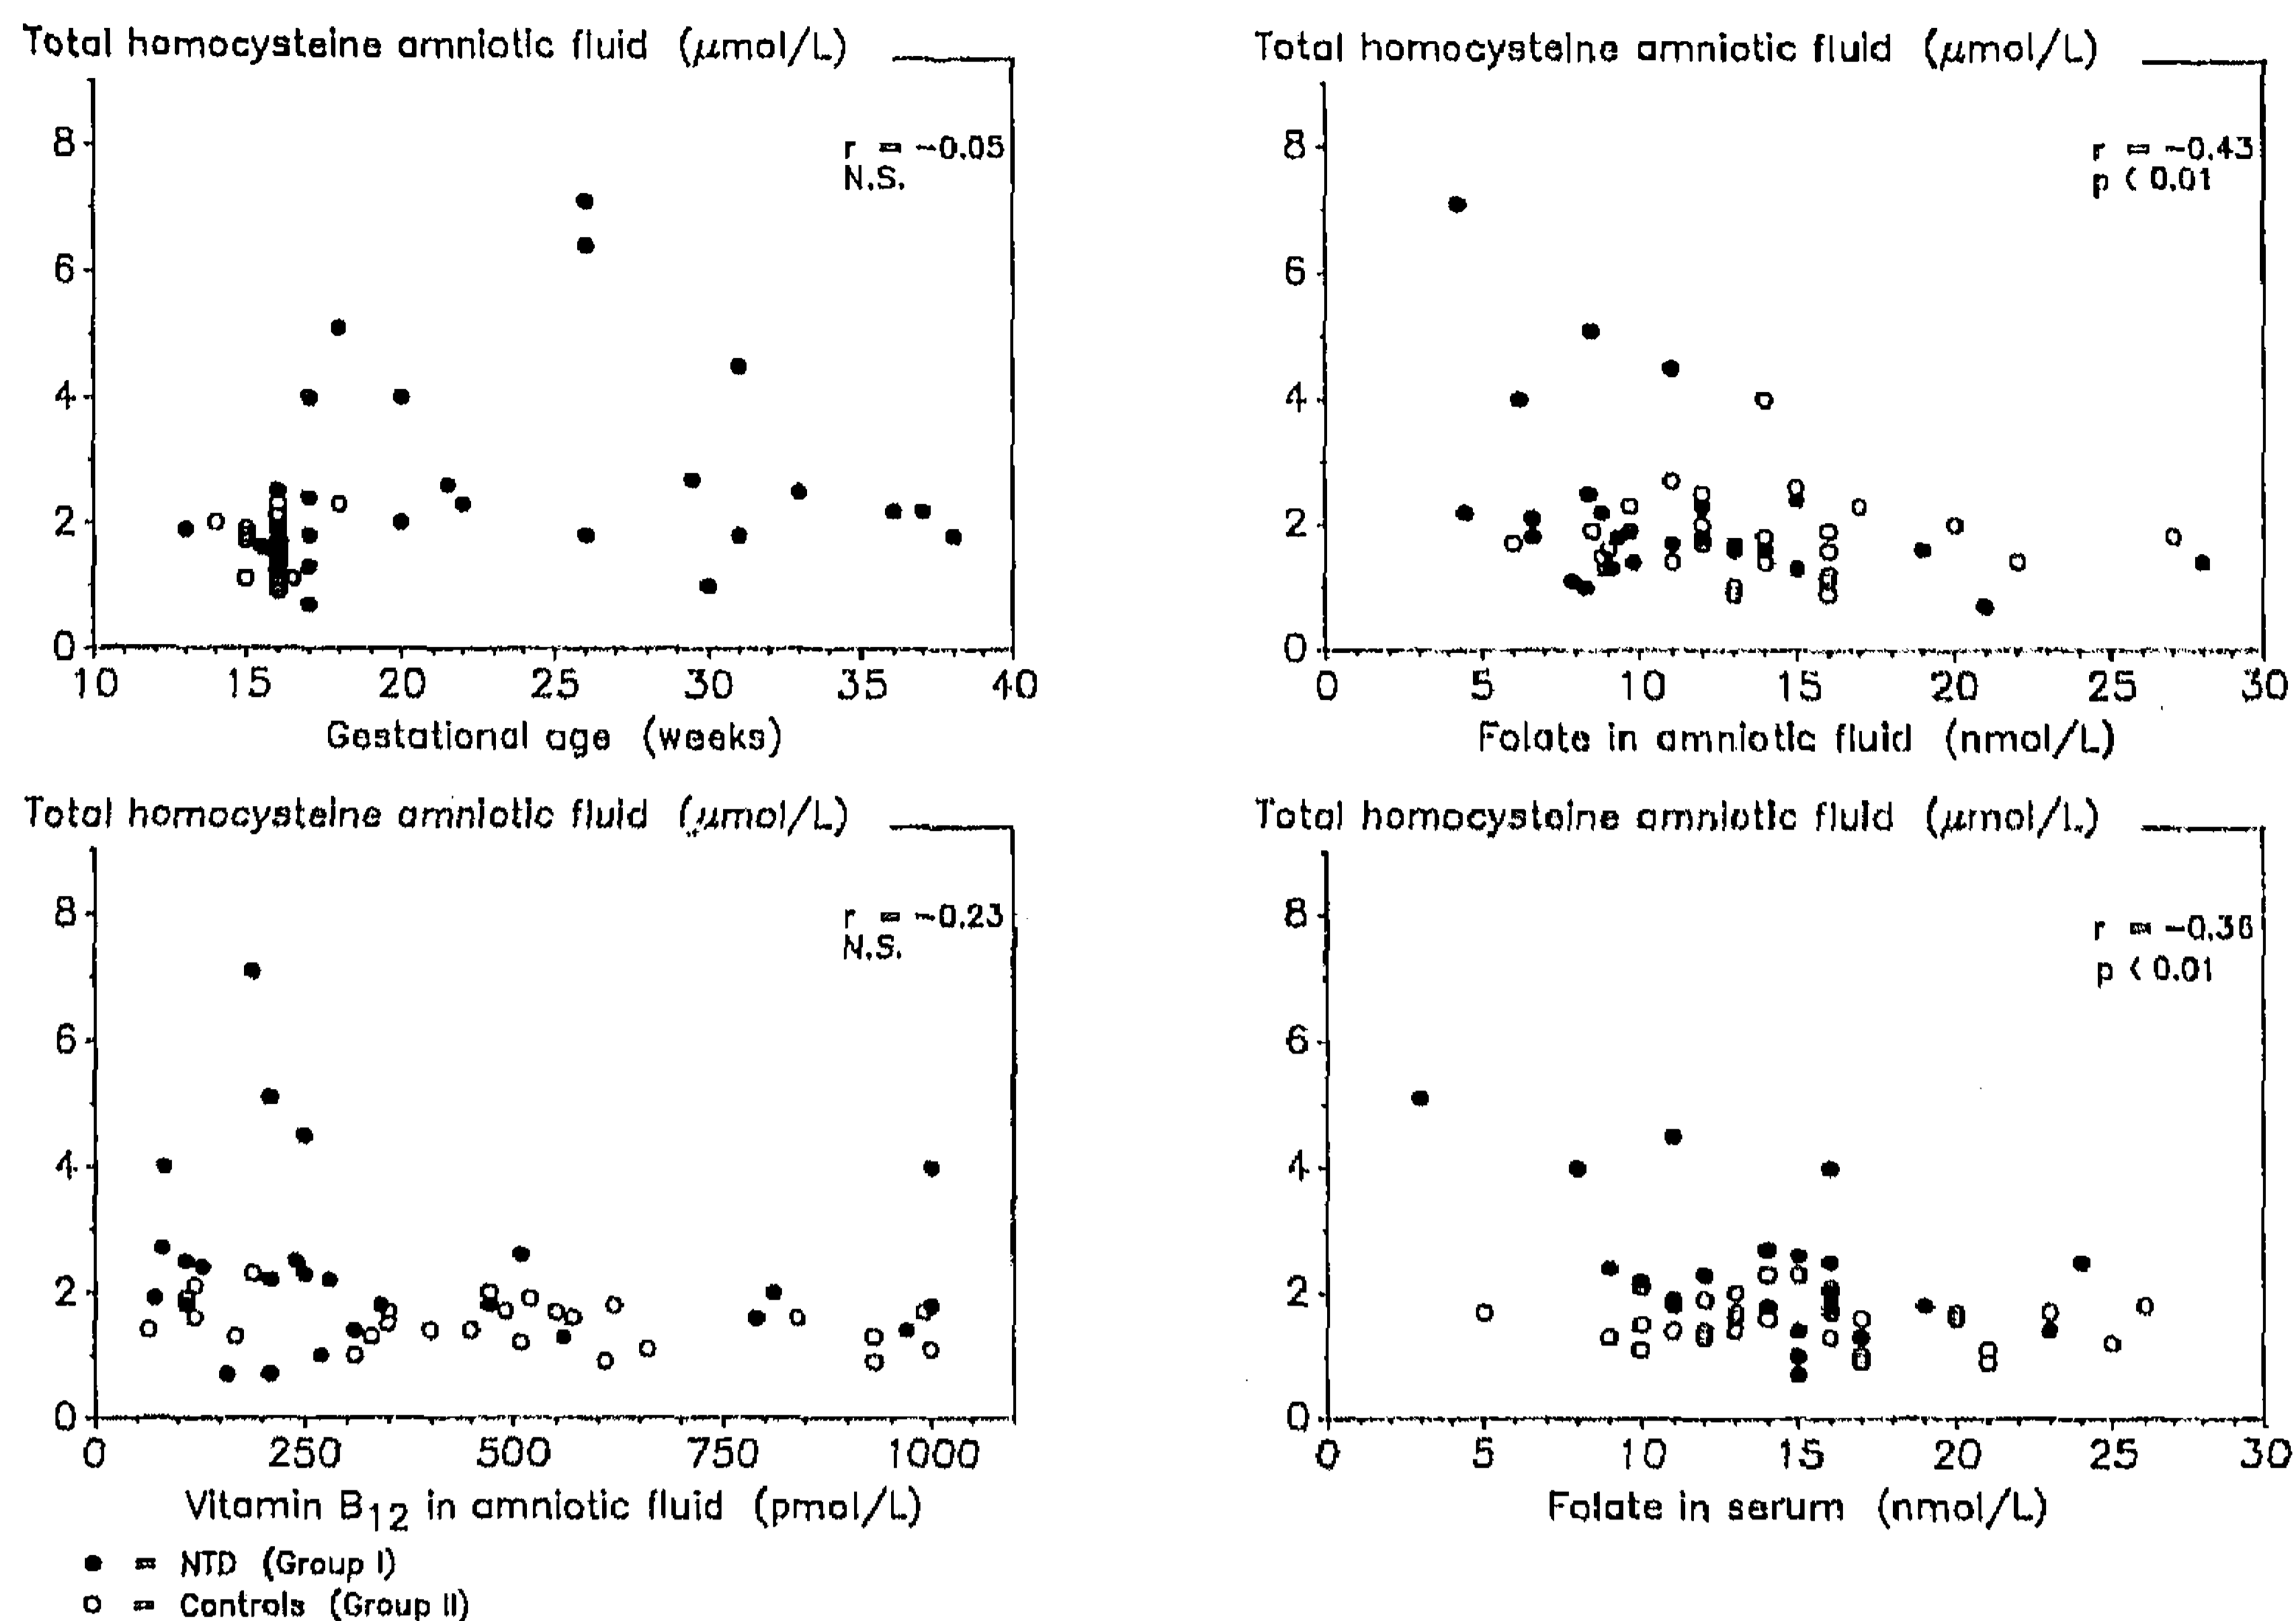 Total homocysteine amniotic fluid (μmol/L)
r = -0.05
N.S.
8
6
4
2
0
10 15 20 25 30 35 40
Gestational age (weeks)
Total homocysteine amniotic fluid (μmol/L)
r = -0.43
p < 0.01
8
6
4
2
0
0 5 10 15 20 25 30
Folate in amniotic fluid (nmol/L)
Total homocysteine amniotic fluid (μmol/L)
r = -0.23
N.S.
8
6
4
2
0
0 250 500 750 1000
Vitamin B12 in amniotic fluid (pmol/L)
Total homocysteine amniotic fluid (μmol/L)
r = -0.36
p < 0.01
8
6
4
2
0
0 5 10 15 20 25 30
Folate in serum (nmol/L)
● = NTD (Group I)
○ = Controls (Group II)